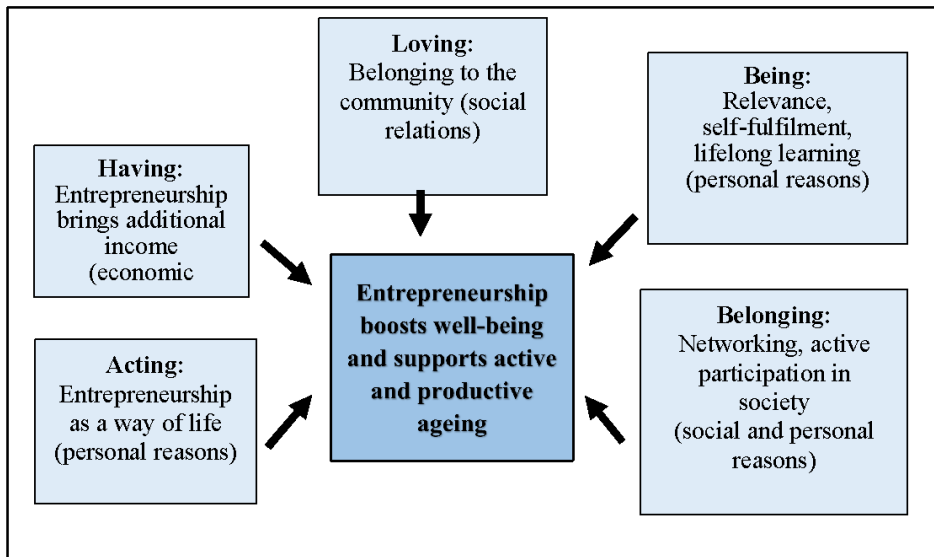 Loving:
Belonging to the
community (social
relations)
Being:
Relevance,
self-fulfilment,
lifelong learning
(personal reasons)
Having:
Entrepreneurship
brings additional
income
(economic
Entrepreneurship
boosts well-being
and supports active
and productive
ageing
Acting:
Entrepreneurship
as a way of life
(personal reasons)
Belonging:
Networking, active
participation in
society
(social and personal
reasons)